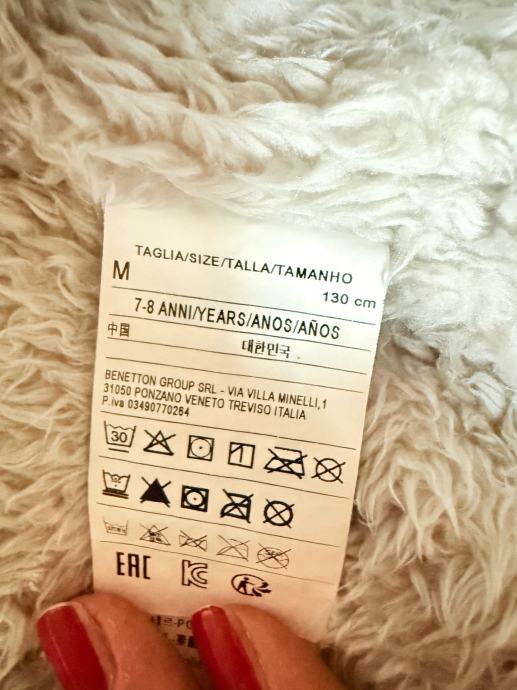 TAGLIA/SIZE/TALLA/TAMANHO
M
130 cm
7-8 ANNI/YEARS/ANOS/AÑOS
中国
대한민국
BENETTON GROUP SRL - VIA VILLA MINELLI,1
31050 PONZANO VENETO TREVISO ITALIA
P.iva 03490770264
30
EAC